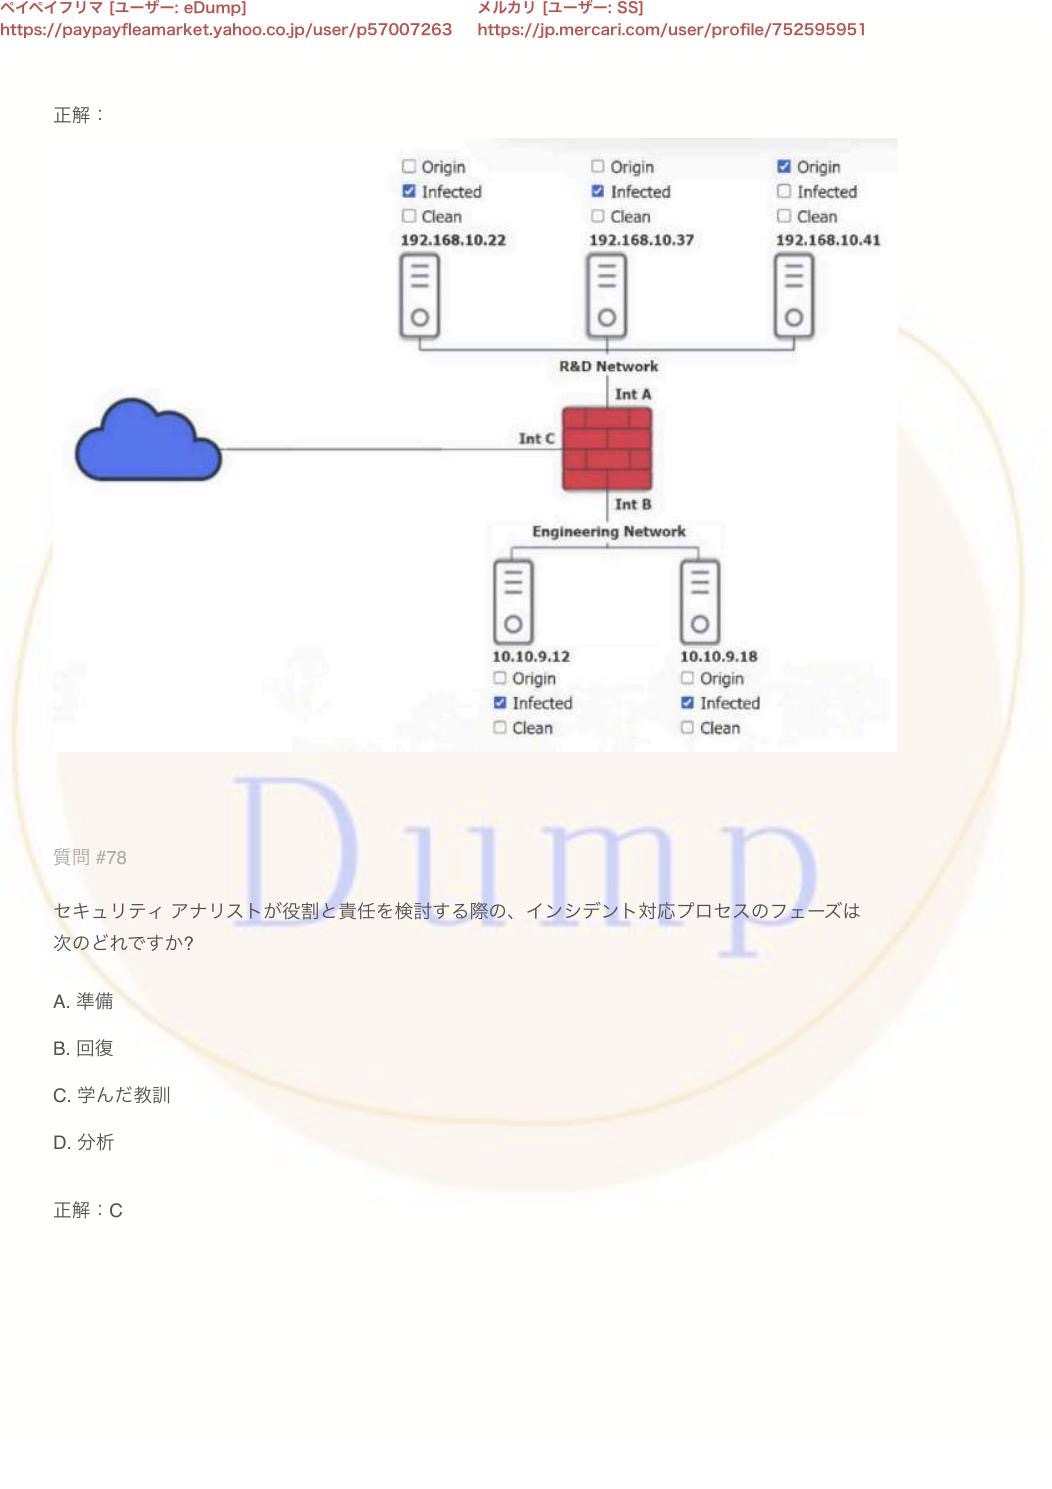 ペイペイフリマ [ユーザー: eDump]
https://paypayfleamarket.yahoo.co.jp/user/p57007263
メルカリ [ユーザー: SS]
https://jp.mercari.com/user/profile/752595951
正解：
Origin
Infected
Clean
192.168.10.22
Origin
Infected
Clean
192.168.10.37
Origin
Infected
Clean
192.168.10.41
R&D Network
Int A
Int C
Int B
Engineering Network
10.10.9.12
Origin
Infected
Clean
10.10.9.18
Origin
Infected
Clean
Dump
質問 #78
セキュリティ アナリストが役割と責任を検討する際の、インシデント対応プロセスのフェーズは
次のどれですか?
A. 準備
B. 回復
C. 学んだ教訓
D. 分析
正解：C